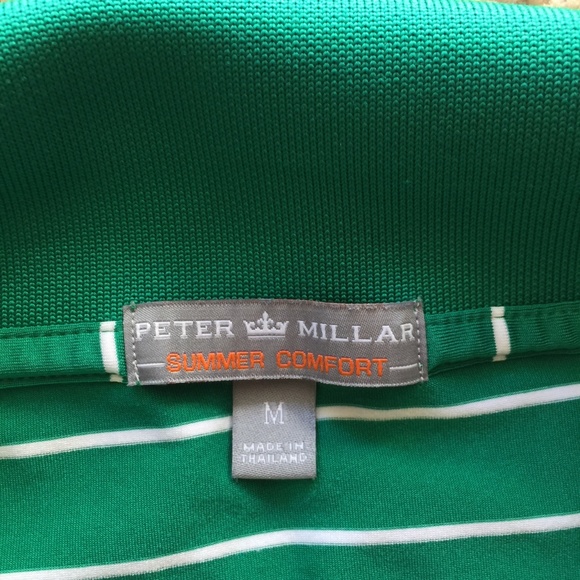 PETER MILLAR
SUMMER COMFORT
M
MADE IN
THAILAND